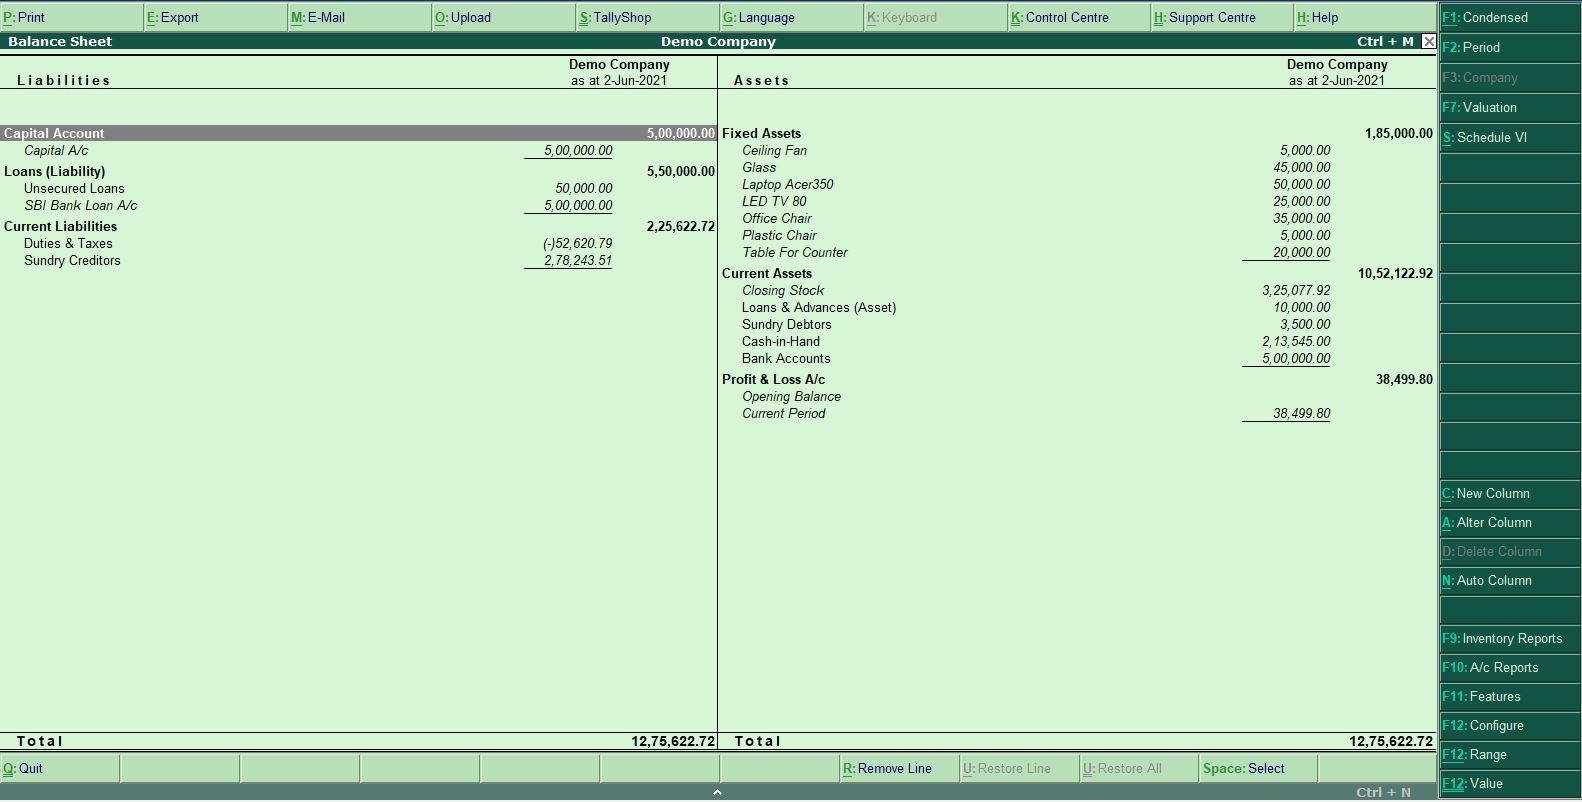 P: Print E: Export M: E-Mail O: Upload S: TallyShop G: Language K: Keyboard K: Control Centre H: Support Centre H: Help
Balance Sheet Demo Company Ctrl + M
Liabilities Demo Company as at 2-Jun-2021
Capital Account 5,00,000.00
Capital A/c 5,00,000.00
Loans (Liability) 5,50,000.00
Unsecured Loans 50,000.00
SBI Bank Loan A/c 5,00,000.00
Current Liabilities 2,25,622.72
Duties & Taxes (-)52,620.79
Sundry Creditors 2,78,243.51
Total 12,75,622.72
Assets Demo Company as at 2-Jun-2021
Fixed Assets 1,85,000.00
Ceiling Fan 5,000.00
Glass 45,000.00
Laptop Acer350 50,000.00
LED TV 80 25,000.00
Office Chair 35,000.00
Plastic Chair 5,000.00
Table For Counter 20,000.00
Current Assets 10,52,122.92
Closing Stock 3,25,077.92
Loans & Advances (Asset) 10,000.00
Sundry Debtors 3,500.00
Cash-in-Hand 2,13,545.00
Bank Accounts 5,00,000.00
Profit & Loss A/c 38,499.80
Opening Balance
Current Period 38,499.80
Total 12,75,622.72
F1: Condensed
F2: Period
F3: Company
F7: Valuation
S: Schedule VI
C: New Column
A: Alter Column
D: Delete Column
N: Auto Column
F9: Inventory Reports
F10: A/c Reports
F11: Features
F12: Configure
F12: Range
F12: Value
Q: Quit R: Remove Line U: Restore Line U: Restore All Space: Select
Ctrl + N